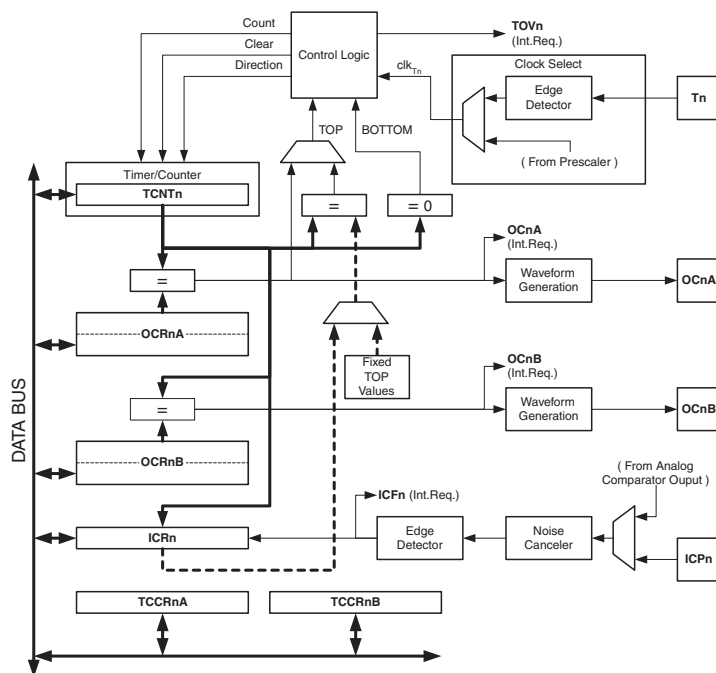 Count
Clear
Direction
Control Logic
TOVn
(Int.Req.)
clkTn
Clock Select
Edge
Detector
Tn
( From Prescaler )
TOP
BOTTOM
Timer/Counter
TCNTn
=
= 0
OCnA
(Int.Req.)
=
Waveform
Generation
OCnA
OCRnA
Fixed
TOP
Values
OCnB
(Int.Req.)
=
Waveform
Generation
OCnB
OCRnB
DATA BUS
( From Analog
Comparator Ouput )
ICFn (Int.Req.)
ICRn
Edge
Detector
Noise
Canceler
ICPn
TCCRnA
TCCRnB